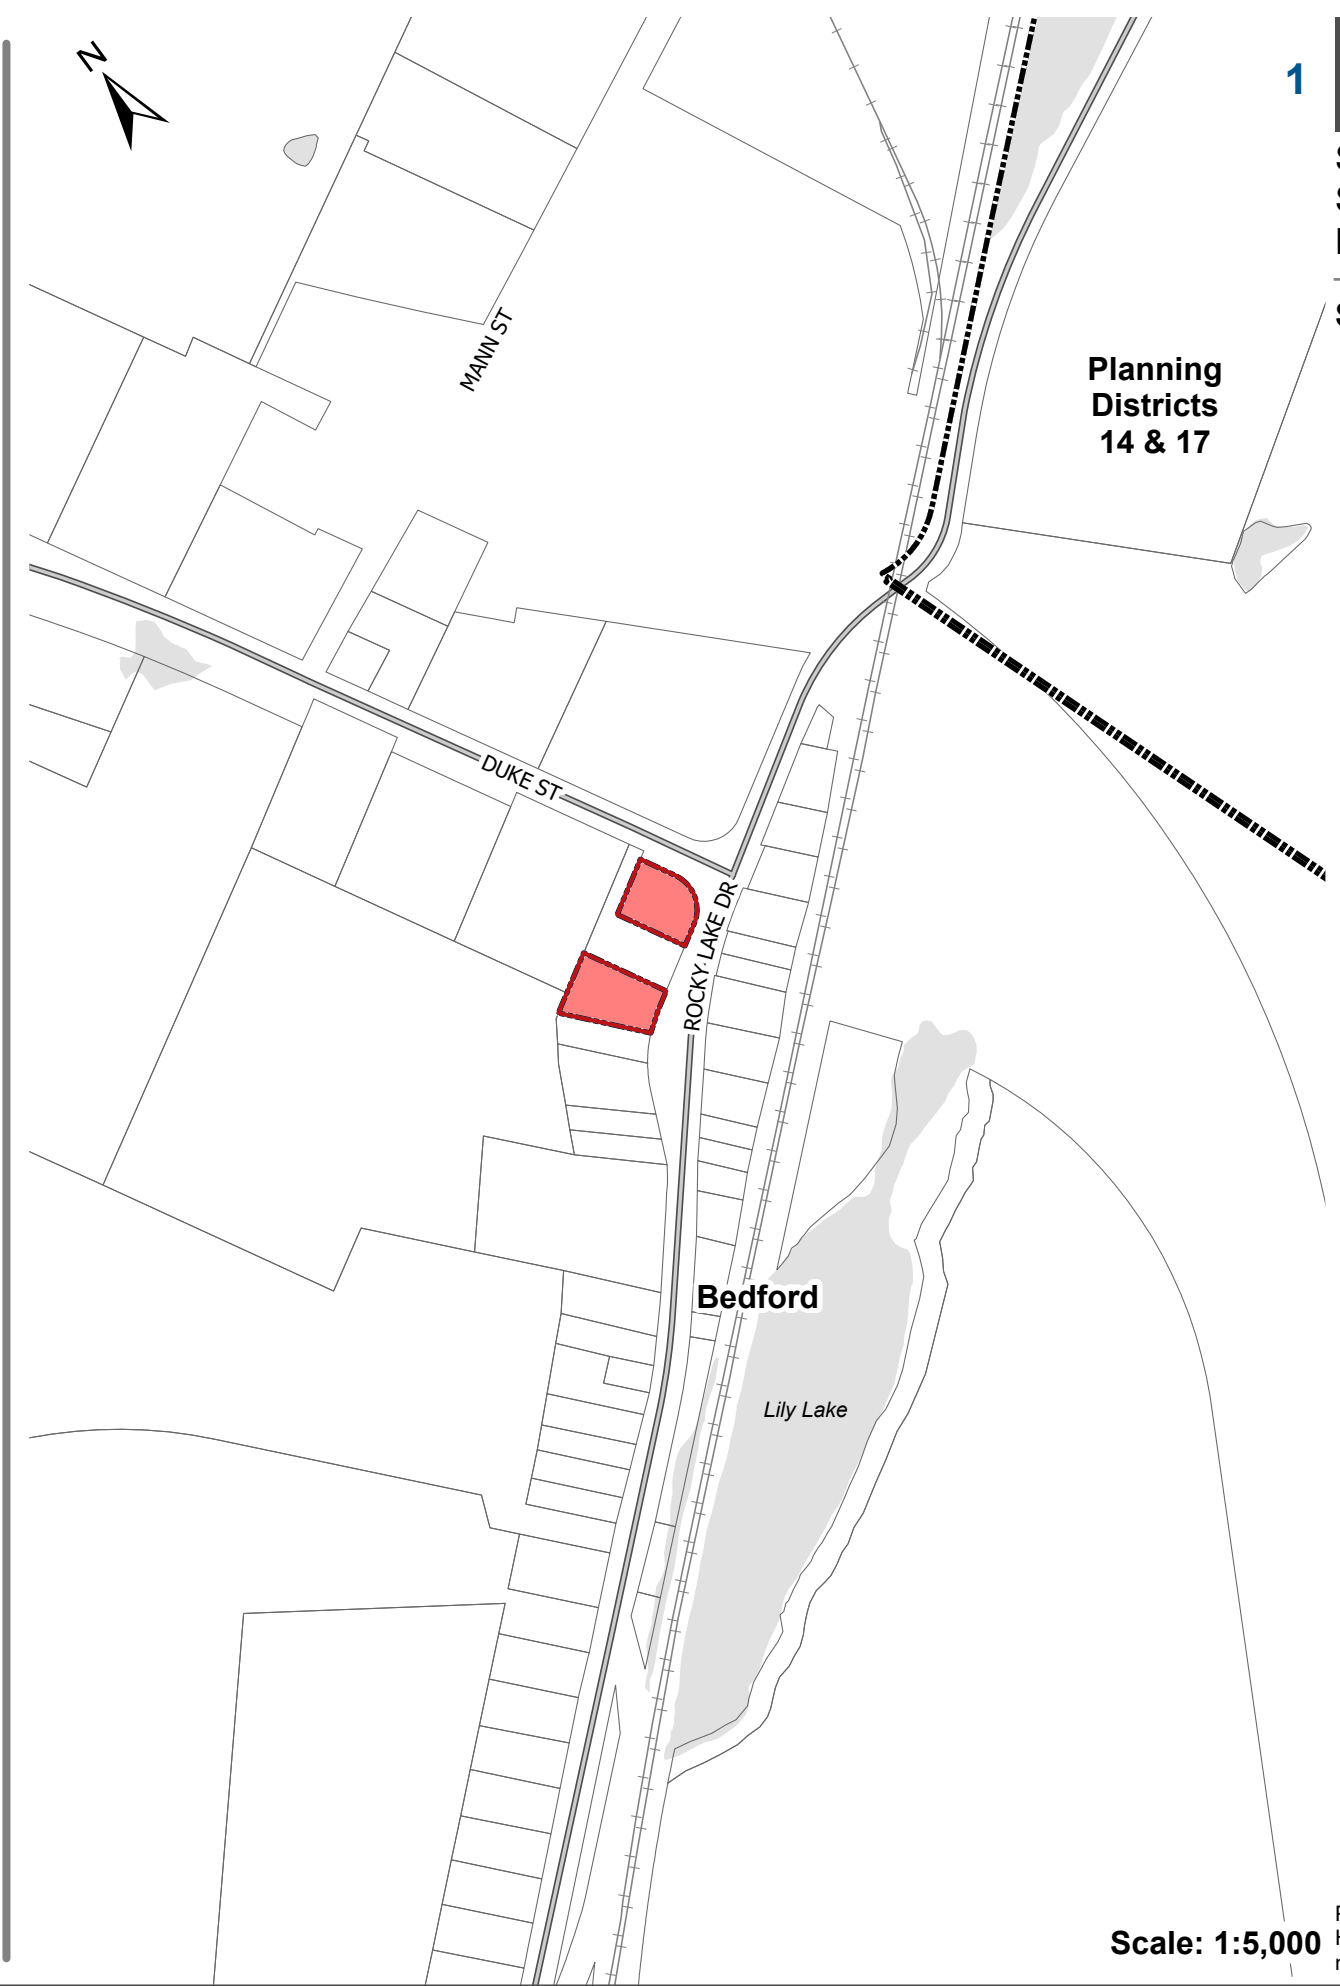 N
1
MANN ST
Planning
Districts
14 & 17
DUKE ST
ROCKY LAKE DR
Bedford
Lily Lake
Scale: 1:5,000